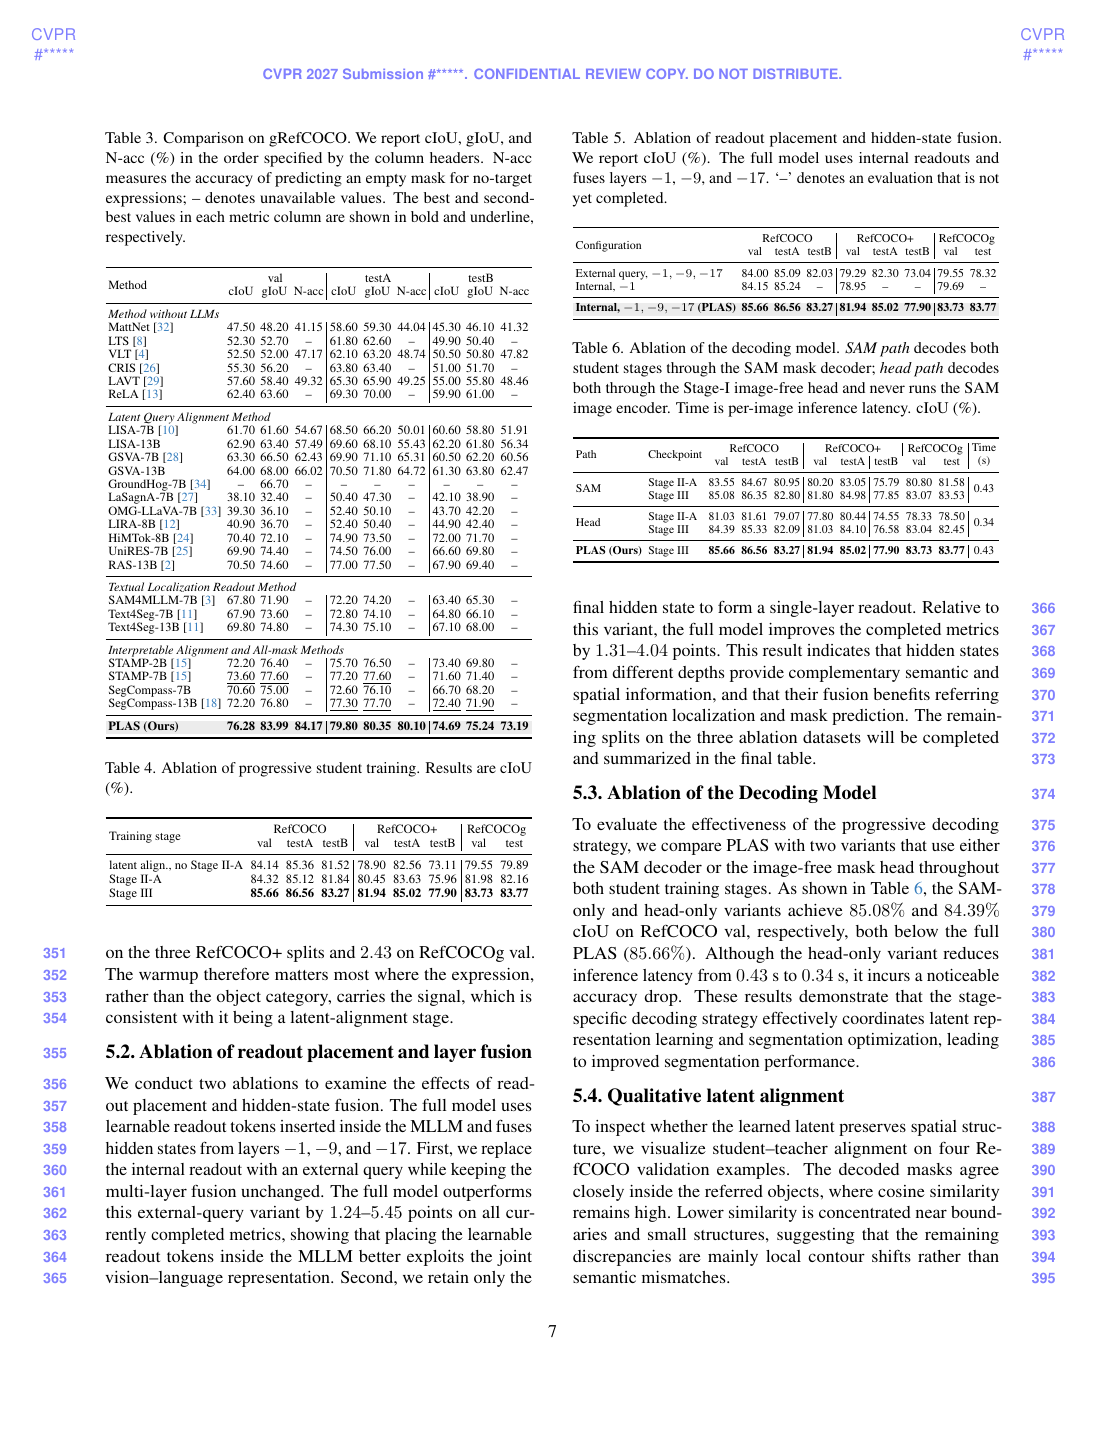 CVPR
#*****
CVPR
#*****
CVPR 2027 Submission #*****. CONFIDENTIAL REVIEW COPY. DO NOT DISTRIBUTE.
Table 3. Comparison on gRefCOCO. We report cIoU, gIoU, and
N-acc (%) in the order specified by the column headers. N-acc
measures the accuracy of predicting an empty mask for no-target
expressions; – denotes unavailable values. The best and second-
best values in each metric column are shown in bold and underline,
respectively.
Method val testA testB
cIoU gIoU N-acc cIoU gIoU N-acc cIoU gIoU N-acc
Method without LLMs
MattNet [32] 47.50 48.20 41.15 58.60 59.30 44.04 45.30 46.10 41.32
LTS [8] 52.30 52.70 – 61.80 62.60 – 49.90 50.40 –
VLT [4] 52.50 52.00 47.17 62.10 63.20 48.74 50.50 50.80 47.82
CRIS [26] 55.30 56.20 – 63.80 63.40 – 51.00 51.70 –
LAVT [29] 57.60 58.40 49.32 65.30 65.90 49.25 55.00 55.80 48.46
ReLA [13] 62.40 63.60 – 69.30 70.00 – 59.90 61.00 –
Latent Query Alignment Method
LISA-7B [10] 61.70 61.60 54.67 68.50 66.20 50.01 60.60 58.80 51.91
LISA-13B 62.90 63.40 57.49 69.60 68.10 55.43 62.20 61.80 56.34
GSVA-7B [28] 63.30 66.50 62.43 69.90 71.10 65.31 60.50 62.20 60.56
GSVA-13B 64.00 68.00 66.02 70.50 71.80 64.72 61.30 63.80 62.47
GroundHog-7B [34] – 66.70 – – – – – – –
LaSagnA-7B [27] 38.10 32.40 – 50.40 47.30 – 42.10 38.90 –
OMG-LLaVA-7B [33] 39.30 36.10 – 52.40 50.10 – 43.70 42.20 –
LIRA-8B [12] 40.90 36.70 – 52.40 50.40 – 44.90 42.40 –
HiMTok-8B [24] 70.40 72.10 – 74.90 73.50 – 72.00 71.70 –
UniRES-7B [25] 69.90 74.40 – 74.50 76.00 – 66.60 69.80 –
RAS-13B [2] 70.50 74.60 – 77.00 77.50 – 67.90 69.40 –
Textual Localization Readout Method
SAM4MLLM-7B [3] 67.80 71.90 – 72.20 74.20 – 63.40 65.30 –
Text4Seg-7B [11] 67.90 73.60 – 72.80 74.10 – 64.80 66.10 –
Text4Seg-13B [11] 69.80 74.80 – 74.30 75.10 – 67.10 68.00 –
Interpretable Alignment and All-mask Methods
STAMP-2B [15] 72.20 76.40 – 75.70 76.50 – 73.40 69.80 –
STAMP-7B [15] 73.60 77.60 – 77.20 77.60 – 71.60 71.40 –
SegCompass-7B 70.60 75.00 – 72.60 76.10 – 66.70 68.20 –
SegCompass-13B [18] 72.20 76.80 – 77.30 77.70 – 72.40 71.90 –
PLAS (Ours) 76.28 83.99 84.17 79.80 80.35 80.10 74.69 75.24 73.19
Table 4. Ablation of progressive student training. Results are cIoU
(%).
Training stage RefCOCO RefCOCO+ RefCOCOg
val testA testB val testA testB val test
latent align., no Stage II-A 84.14 85.36 81.52 78.90 82.56 73.11 79.55 79.89
Stage II-A 84.32 85.12 81.84 80.45 83.63 75.96 81.98 82.16
Stage III 85.66 86.56 83.27 81.94 85.02 77.90 83.73 83.77
351 on the three RefCOCO+ splits and 2.43 on RefCOCOg val.
352 The warmup therefore matters most where the expression,
353 rather than the object category, carries the signal, which is
354 consistent with it being a latent-alignment stage.
355 5.2. Ablation of readout placement and layer fusion
356 We conduct two ablations to examine the effects of read-
357 out placement and hidden-state fusion. The full model uses
358 learnable readout tokens inserted inside the MLLM and fuses
359 hidden states from layers −1, −9, and −17. First, we replace
360 the internal readout with an external query while keeping the
361 multi-layer fusion unchanged. The full model outperforms
362 this external-query variant by 1.24–5.45 points on all cur-
363 rently completed metrics, showing that placing the learnable
364 readout tokens inside the MLLM better exploits the joint
365 vision–language representation. Second, we retain only the
Table 5. Ablation of readout placement and hidden-state fusion.
We report cIoU (%). The full model uses internal readouts and
fuses layers −1, −9, and −17. ‘–’ denotes an evaluation that is not
yet completed.
Configuration RefCOCO RefCOCO+ RefCOCOg
val testA testB val testA testB val test
External query, −1, −9, −17 84.00 85.09 82.03 79.29 82.30 73.04 79.55 78.32
Internal, −1 84.15 85.24 – 78.95 – – 79.69 –
Internal, −1, −9, −17 (PLAS) 85.66 86.56 83.27 81.94 85.02 77.90 83.73 83.77
Table 6. Ablation of the decoding model. SAM path decodes both
student stages through the SAM mask decoder; head path decodes
both through the Stage-I image-free head and never runs the SAM
image encoder. Time is per-image inference latency. cIoU (%).
Path Checkpoint RefCOCO RefCOCO+ RefCOCOg Time
val testA testB val testA testB val test (s)
SAM Stage II-A 83.55 84.67 80.95 80.20 83.05 75.79 80.80 81.58 0.43
Stage III 85.08 86.35 82.80 81.80 84.98 77.85 83.07 83.53
Head Stage II-A 81.03 81.61 79.07 77.80 80.44 74.55 78.33 78.50 0.34
Stage III 84.39 85.33 82.09 81.03 84.10 76.58 83.04 82.45
PLAS (Ours) Stage III 85.66 86.56 83.27 81.94 85.02 77.90 83.73 83.77 0.43
final hidden state to form a single-layer readout. Relative to 366
this variant, the full model improves the completed metrics 367
by 1.31–4.04 points. This result indicates that hidden states 368
from different depths provide complementary semantic and 369
spatial information, and that their fusion benefits referring 370
segmentation localization and mask prediction. The remain- 371
ing splits on the three ablation datasets will be completed 372
and summarized in the final table. 373
5.3. Ablation of the Decoding Model 374
To evaluate the effectiveness of the progressive decoding 375
strategy, we compare PLAS with two variants that use either 376
the SAM decoder or the image-free mask head throughout 377
both student training stages. As shown in Table 6, the SAM- 378
only and head-only variants achieve 85.08% and 84.39% 379
cIoU on RefCOCO val, respectively, both below the full 380
PLAS (85.66%). Although the head-only variant reduces 381
inference latency from 0.43 s to 0.34 s, it incurs a noticeable 382
accuracy drop. These results demonstrate that the stage- 383
specific decoding strategy effectively coordinates latent rep- 384
resentation learning and segmentation optimization, leading 385
to improved segmentation performance. 386
5.4. Qualitative latent alignment 387
To inspect whether the learned latent preserves spatial struc- 388
ture, we visualize student–teacher alignment on four Re- 389
fCOCO validation examples. The decoded masks agree 390
closely inside the referred objects, where cosine similarity 391
remains high. Lower similarity is concentrated near bound- 392
aries and small structures, suggesting that the remaining 393
discrepancies are mainly local contour shifts rather than 394
semantic mismatches. 395
7